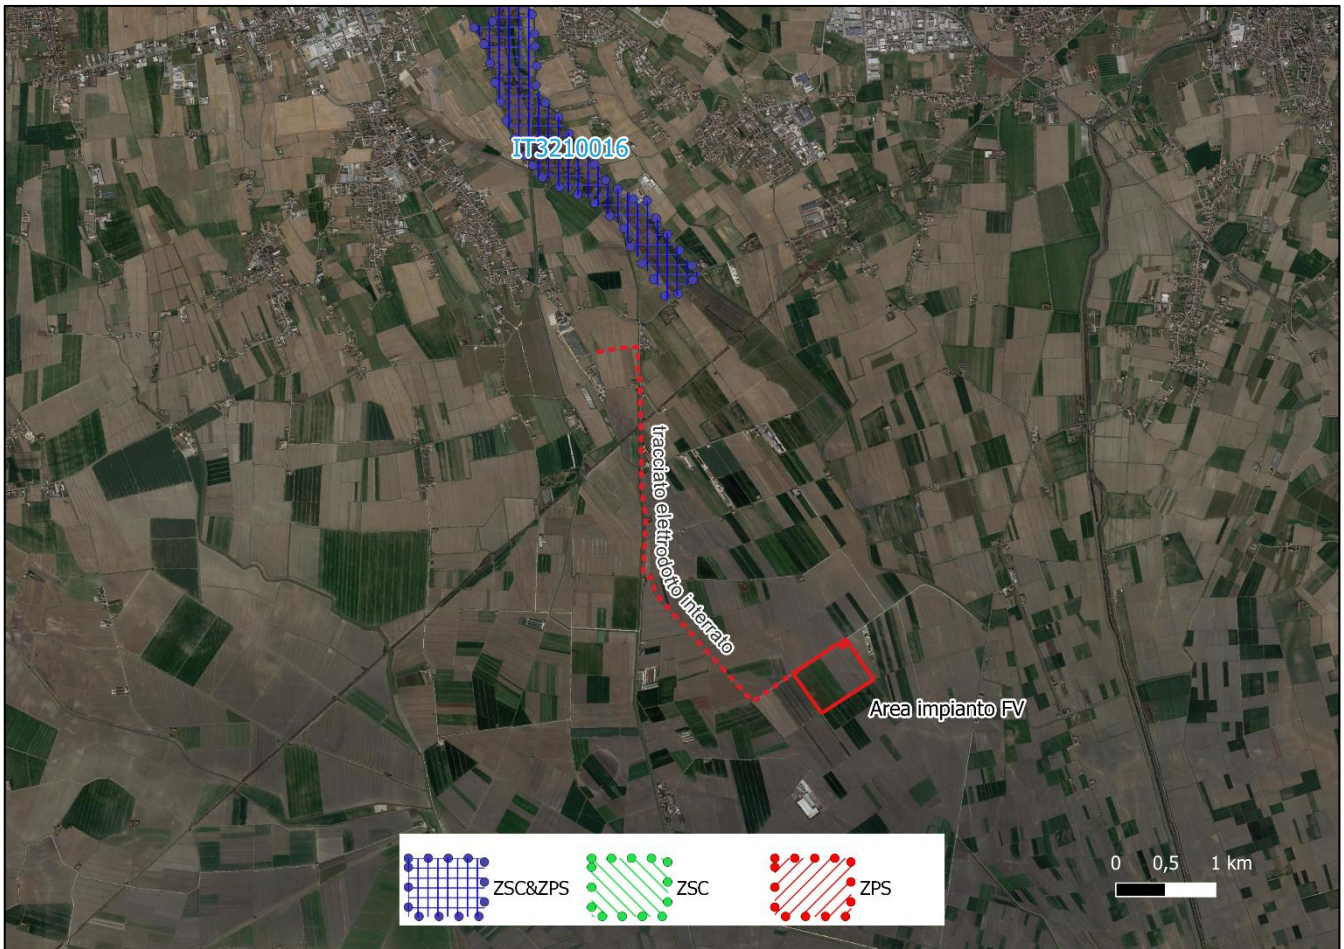 IT3210016
tracciato elettrodotto interrato
Area impianto FV
ZSC&ZPS
ZSC
ZPS
0 0,5 1 km